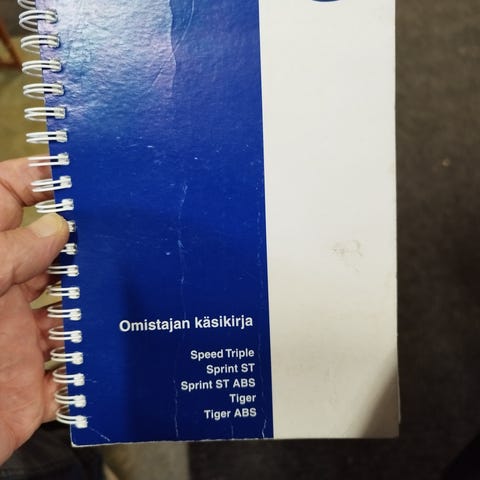 Omistajan käsikirja
Speed Triple
Sprint ST
Sprint ST ABS
Tiger
Tiger ABS